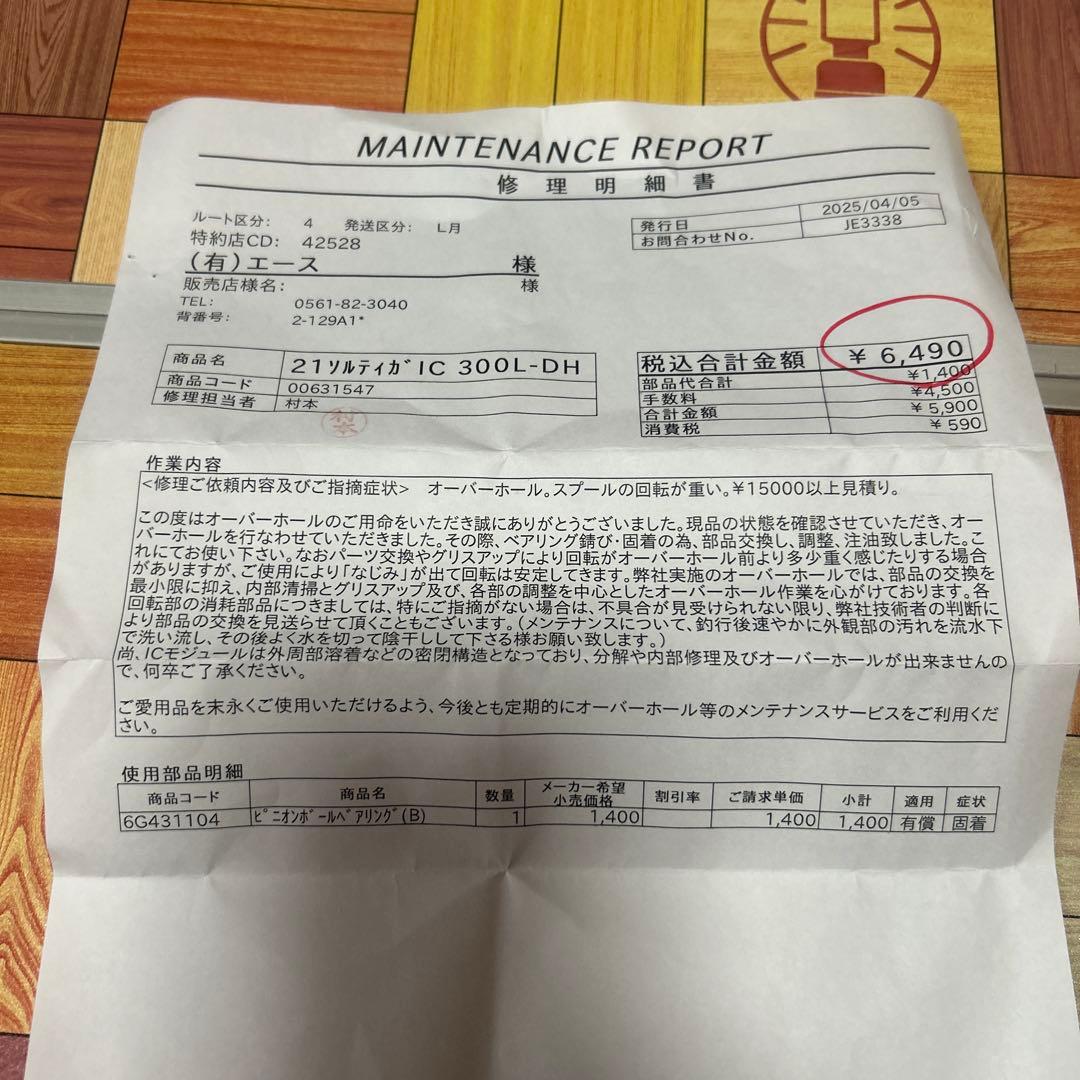 MAINTENANCE REPORT
修理明細書
ルート区分: 4 発送区分: L月
特約店CD: 42528
(有)エース 様
販売店様名: 様
TEL: 0561-82-3040
背番号: 2-129A1*
発行日 2025/04/05
お問合わせNo. JE3338
商品名 21ソルティガIC 300L-DH
商品コード 00631547
修理担当者 村本
村本
税込合計金額 ¥ 6,490
部品代合計 ¥1,400
手数料 ¥4,500
合計金額 ¥ 5,900
消費税 ¥ 590
作業内容
<修理ご依頼内容及びご指摘症状> オーバーホール。スプールの回転が重い。¥15000以上見積り。
この度はオーバーホールのご用命をいただき誠にありがとうございました。現品の状態を確認させていただき、オー
バーホールを行なわせていただきました。その際、ベアリング錆び・固着の為、部品交換し、調整、注油致しました。こ
れにてお使い下さい。なおパーツ交換やグリスアップにより回転がオーバーホール前より多少重く感じたりする場合
がありますが、ご使用により「なじみ」が出て回転は安定してきます。弊社実施のオーバーホールでは、部品の交換を
最小限に抑え、内部清掃とグリスアップ及び、各部の調整を中心としたオーバーホール作業を心がけております。各
回転部の消耗部品につきましては、特にご指摘がない場合は、不具合が見受けられない限り、弊社技術者の判断に
より部品の交換を見送らせて頂くこともございます。(メンテナンスについて、釣行後速やかに外観部の汚れを流水下
で洗い流し、その後よく水を切って陰干しして下さる様お願い致します。)
尚、ICモジュールは外周部溶着などの密閉構造となっており、分解や内部修理及びオーバーホールが出来ませんの
で、何卒ご了承ください。
ご愛用品を末永くご使用いただけるよう、今後とも定期的にオーバーホール等のメンテナンスサービスをご利用くだ
さい。
使用部品明細
商品コード 商品名 数量 メーカー希望小売価格 割引率 ご請求単価 小計 適用 症状
6G431104 ピニオンボールベアリング(B) 1 1,400 1,400 1,400 有償 固着